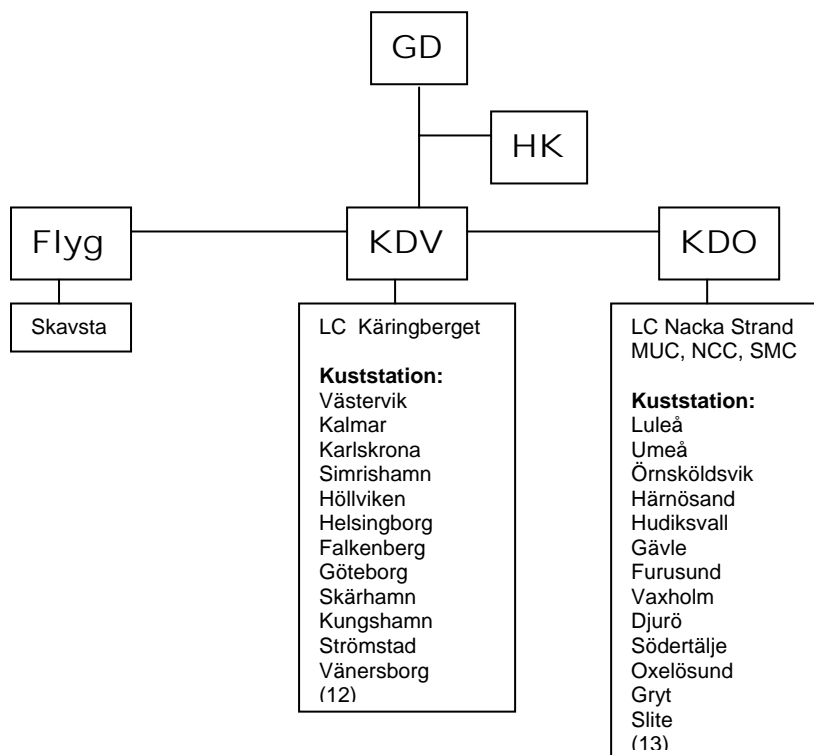 GD
HK
Flyg
KDV
KDO
Skavsta
LC Käringberget
Kuststation:
Västervik
Kalmar
Karlskrona
Simrishamn
Höllviken
Helsingborg
Falkenberg
Göteborg
Skärhamn
Kungshamn
Strömstad
Vänersborg
(12)
LC Nacka Strand
MUC, NCC, SMC
Kuststation:
Luleå
Umeå
Örnsköldsvik
Härnösand
Hudiksvall
Gävle
Furusund
Vaxholm
Djurö
Södertälje
Oxelösund
Gryt
Slite
(13)